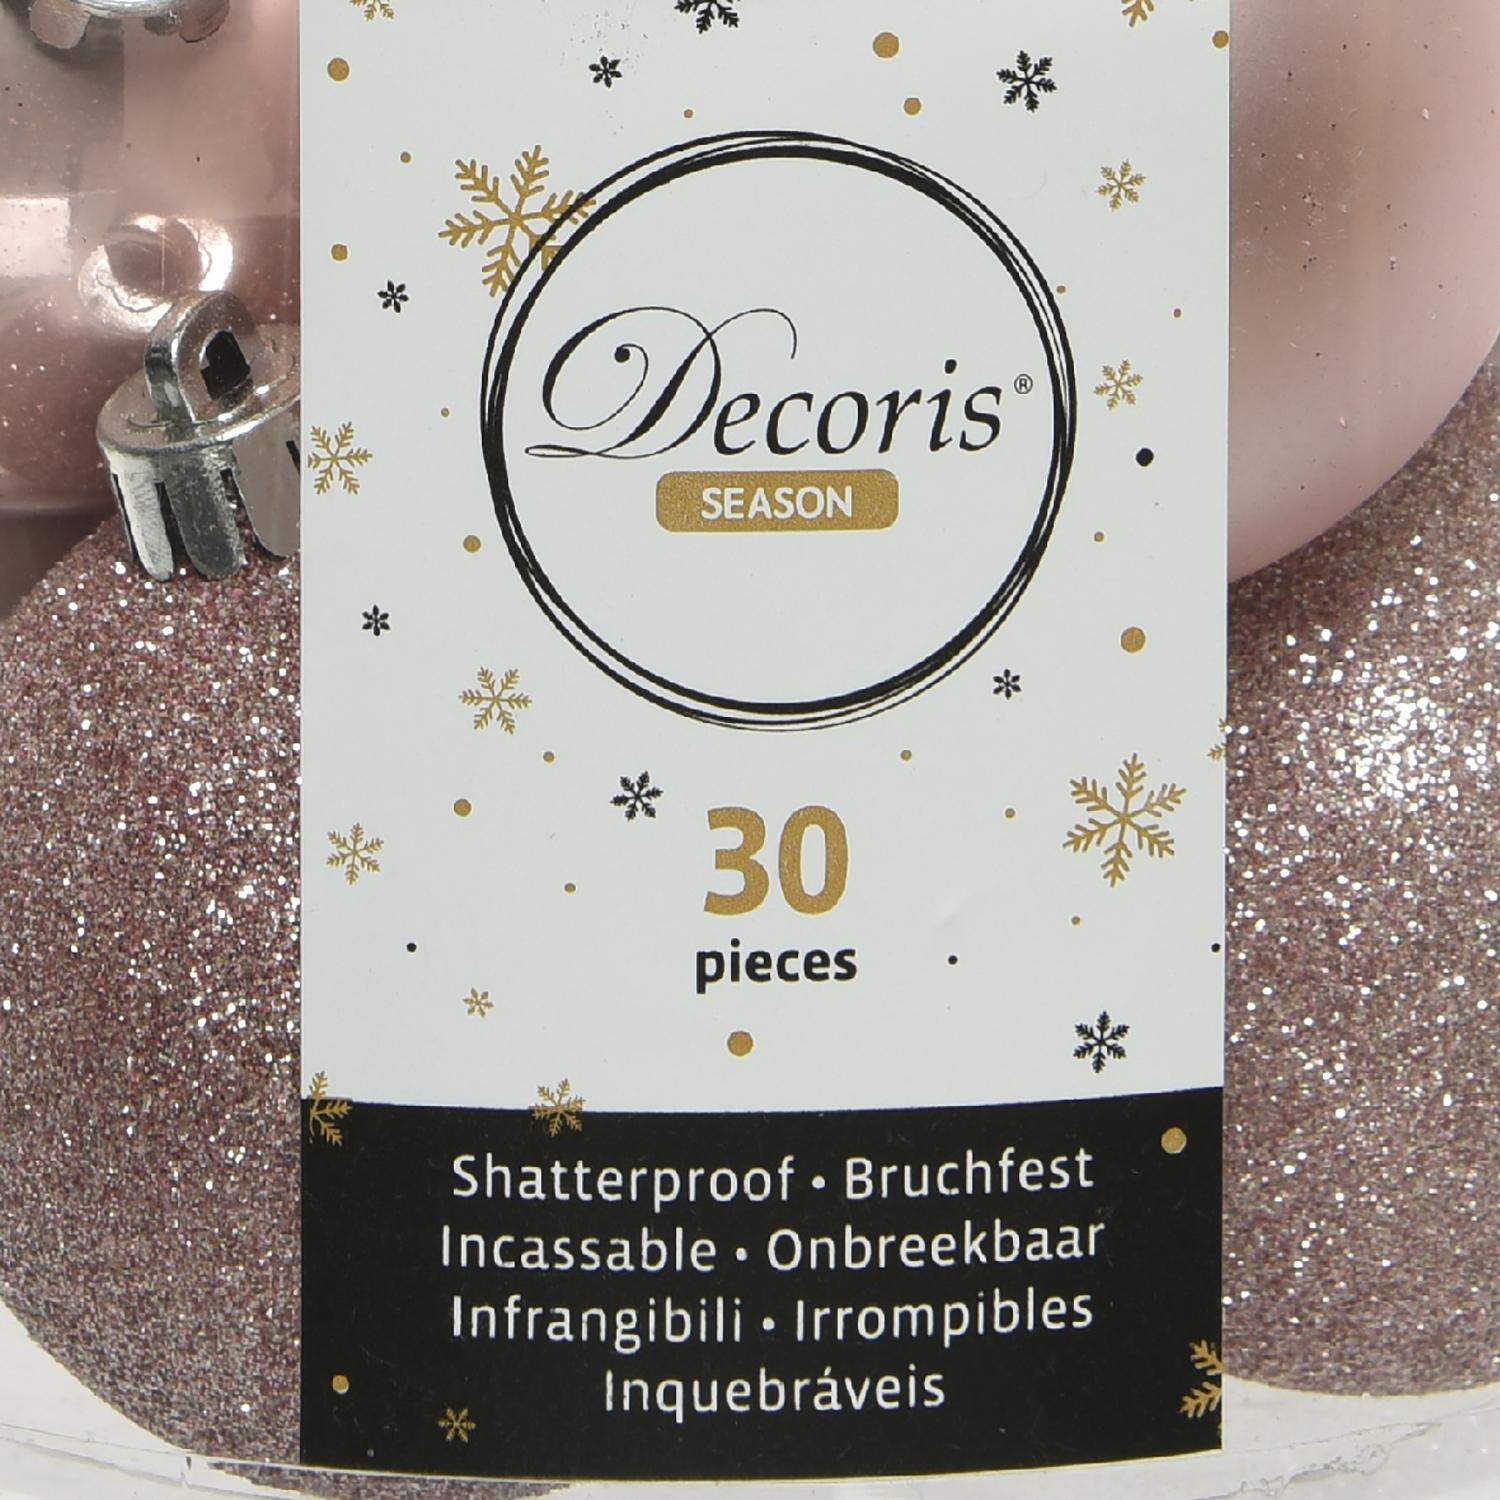 Decoris®
SEASON
30
pieces
Shatterproof • Bruchfest
Incassable • Onbreekbaar
Infrangibili • Irrompibles
Inquebráveis